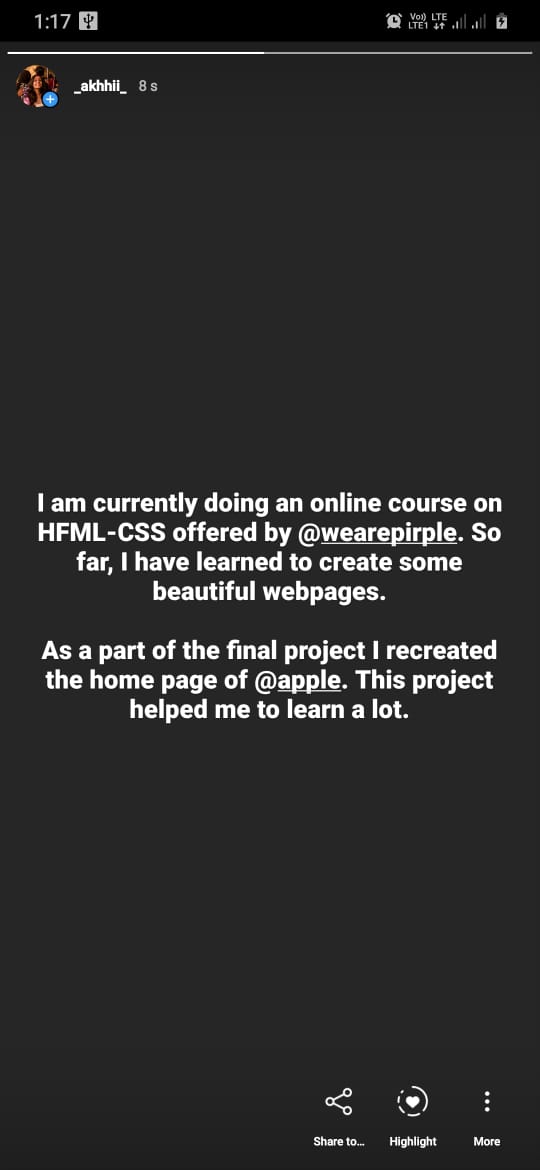 1:17
Vo)) LTE
LTE1
_akhhii_ 8 s
I am currently doing an online course on
HFML-CSS offered by @wearepirple. So
far, I have learned to create some
beautiful webpages.
As a part of the final project I recreated
the home page of @apple. This project
helped me to learn a lot.
Share to... Highlight More